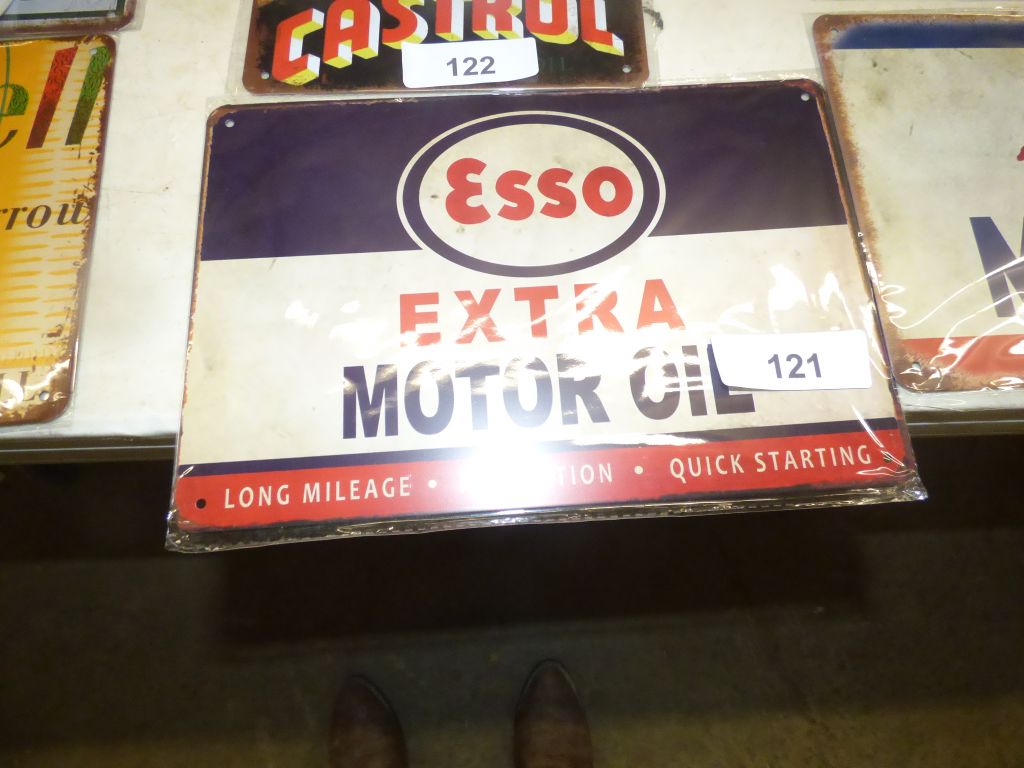 CASTROL
122
Esso
EXTRA
MOTOR OIL
121
LONG MILEAGE • • QUICK STARTING